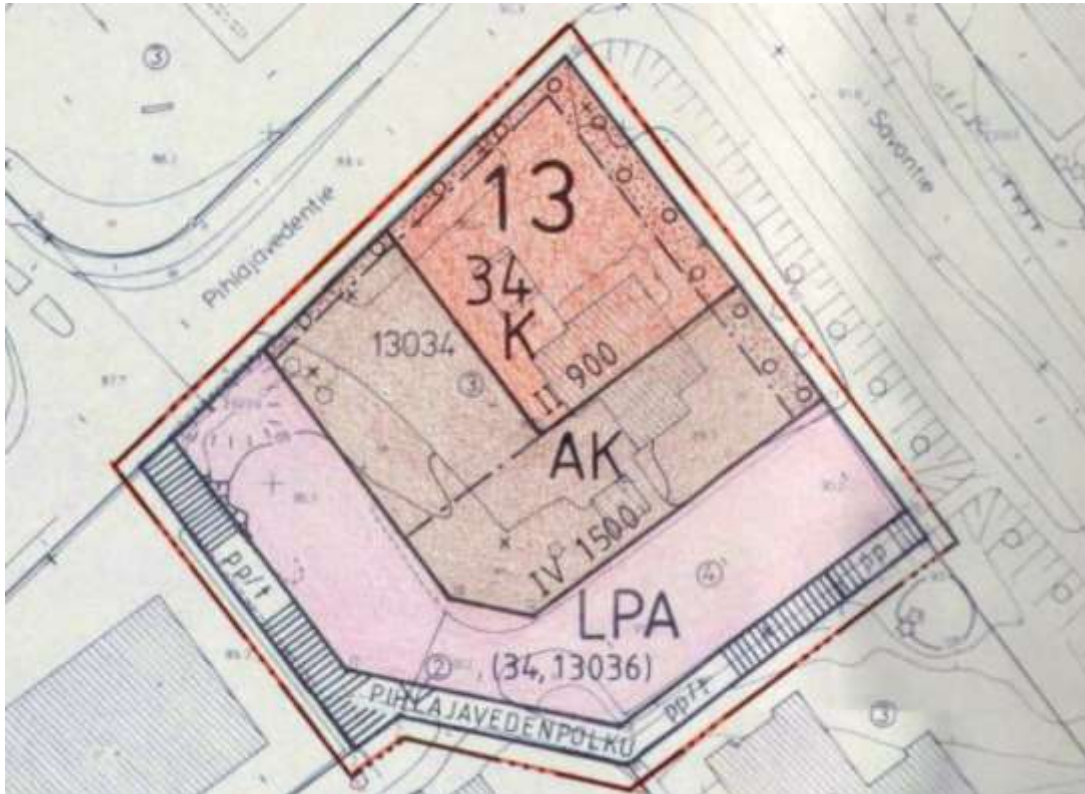 ③
Savontie
Pihlajavedentie
13
34
K
13034
③
II 900
AK
IV 1500
④
LPA
② (34, 13036)
pp/t
pp
pp/t
PIHLAJAVEDENPOLKU
③